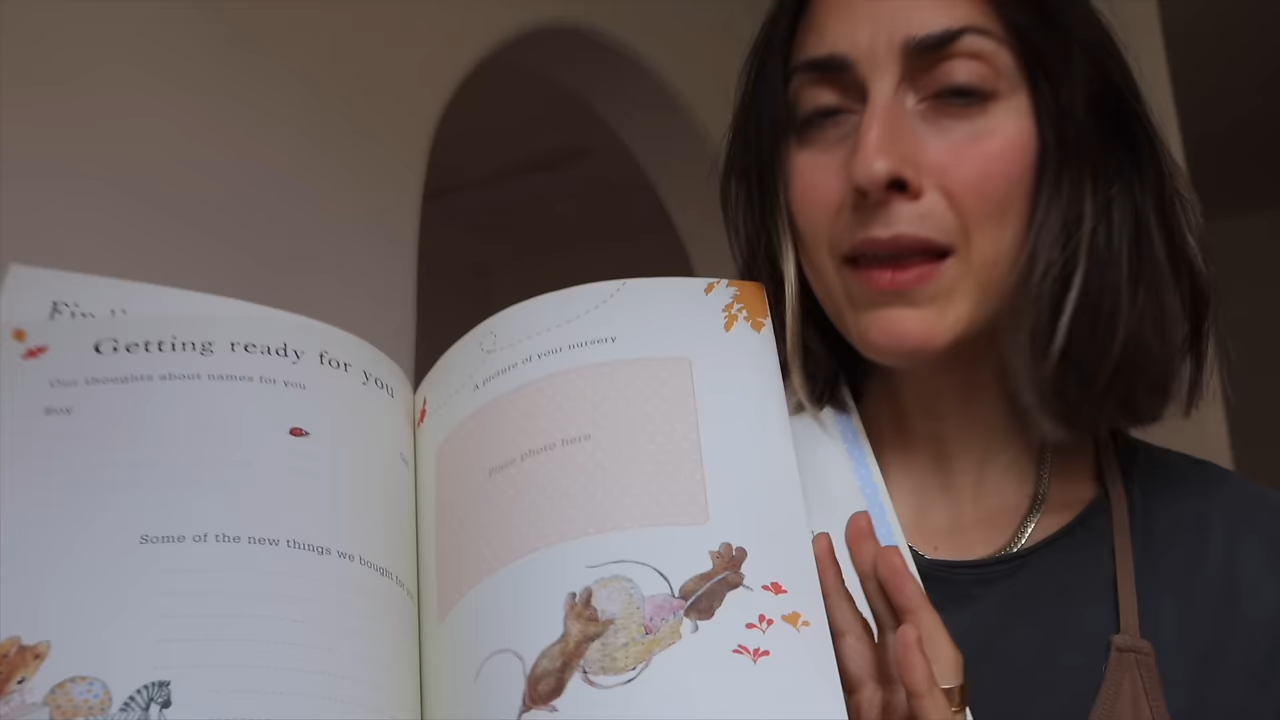 Getting ready for you
Our thoughts about names for you
Boy
Some of the new things we bought for
A picture of your nursery
place photo here